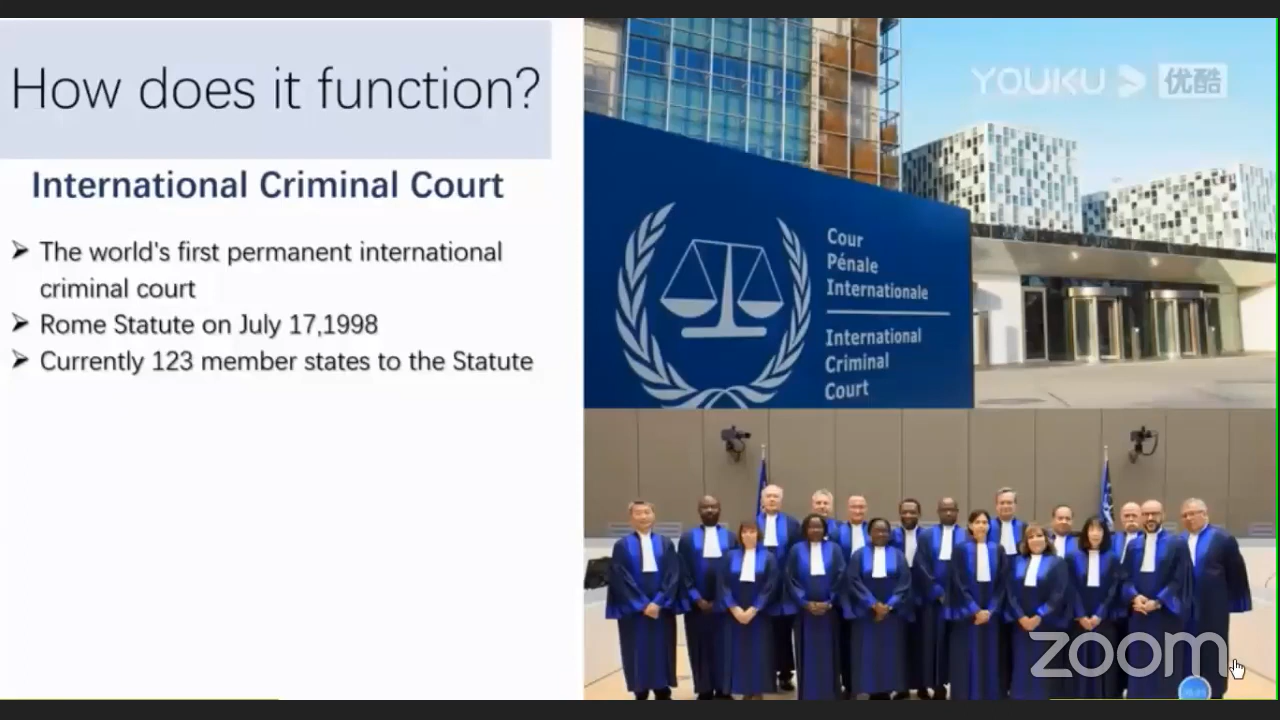 How does it function?
International Criminal Court
The world's first permanent international
criminal court
Rome Statute on July 17,1998
Currently 123 member states to the Statute
YOUKU 优酷
Cour
Pénale
Internationale
International
Criminal
Court
zoom